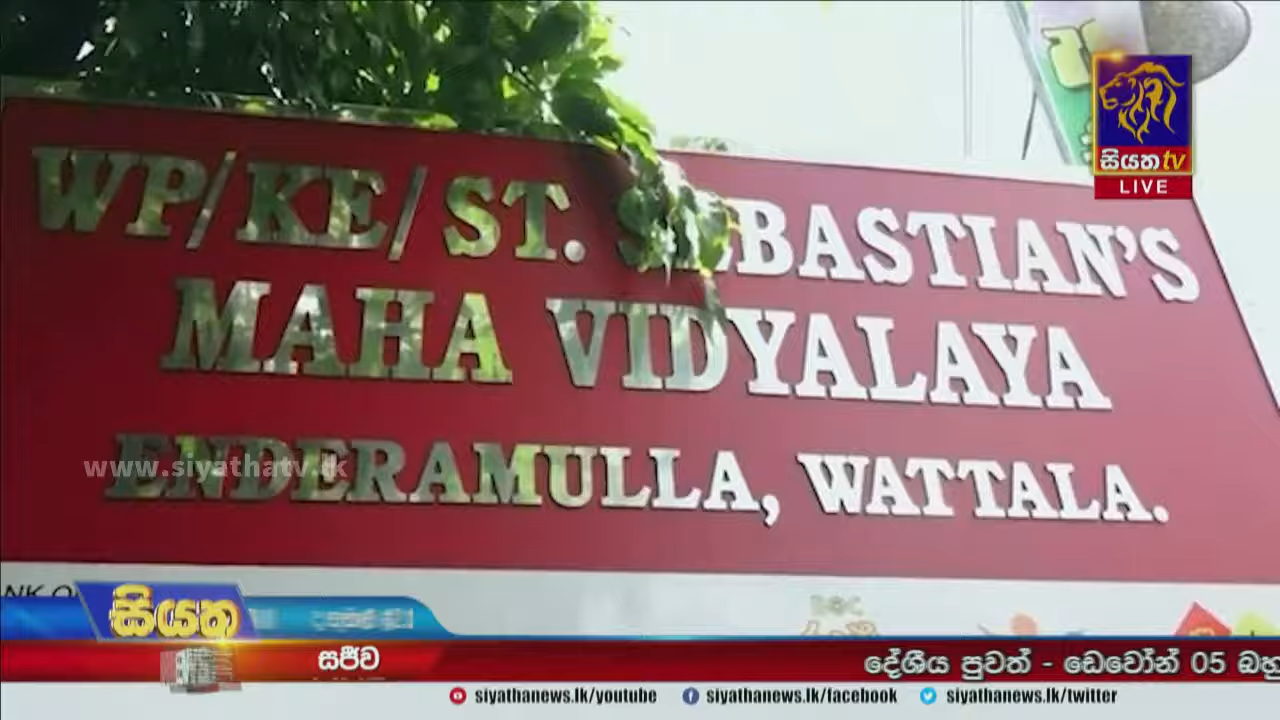 සියත tv
LIVE
WP/KE/ST. SEBASTIAN'S
MAHA VIDYALAYA
ENDERAMULLA, WATTALA.
www.siyathatv.lk
සියත
සජීව
දේශීය පුවත් - ඩෙවෝන් 05 බහු
siyathanews.lk/youtube siyathanews.lk/facebook siyathanews.lk/twitter